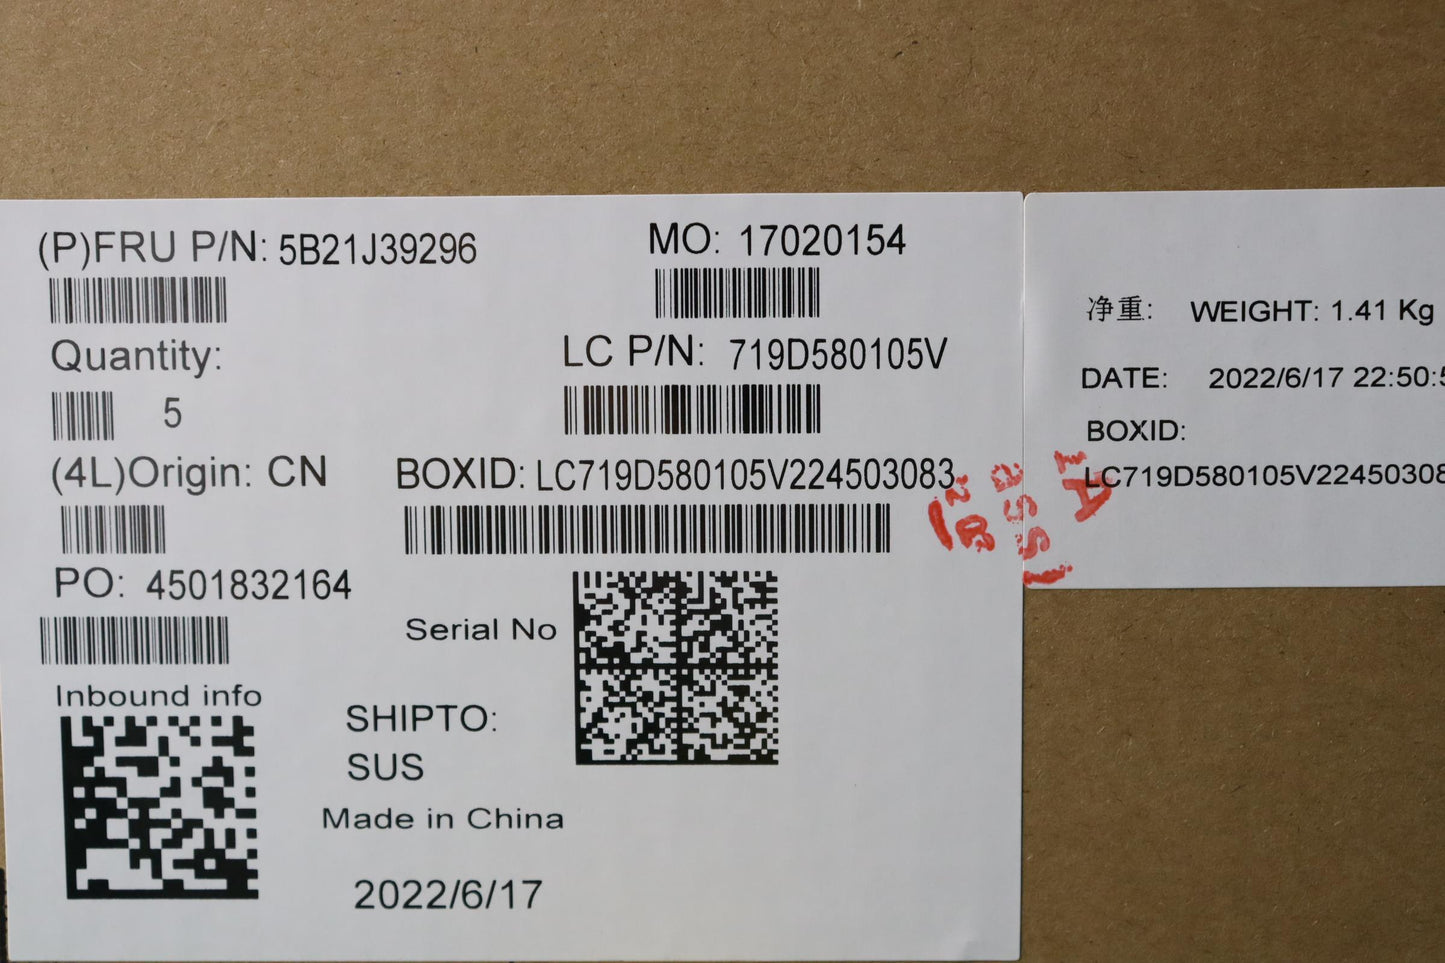 (P)FRU P/N: 5B21J39296
MO: 17020154
Quantity:
5
LC P/N: 719D580105V
(4L)Origin: CN
BOXID: LC719D580105V224503083
PO: 4501832164
Serial No
Inbound info
SHIPTO:
SUS
Made in China
2022/6/17
净重: WEIGHT: 1.41 Kg
DATE: 2022/6/17 22:50:5
BOXID:
LC719D580105V22450308